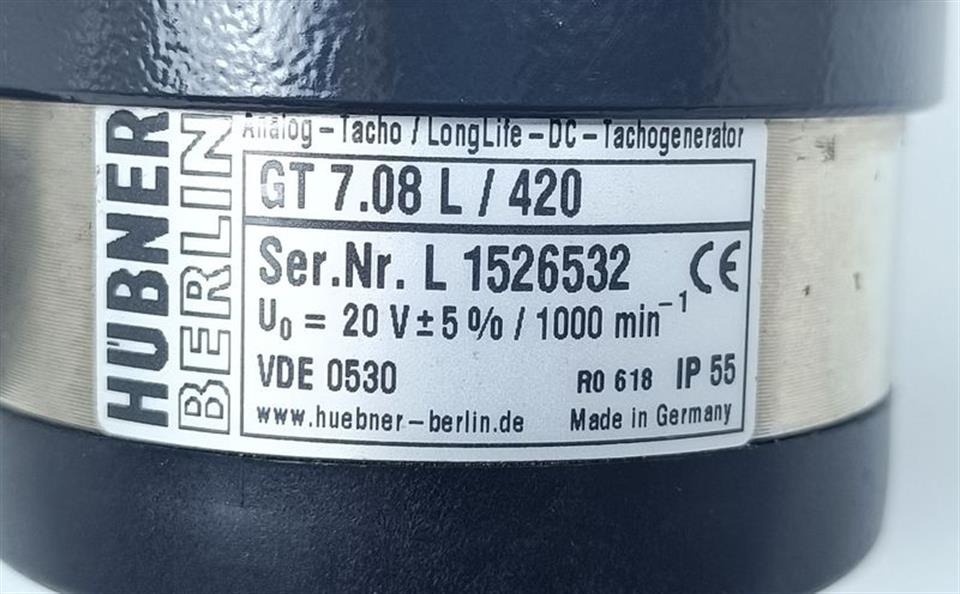 HÜBNER
BERLIN
Analog – Tacho / LongLife – DC – Tachogenerator
GT 7.08 L / 420
Ser.Nr. L 1526532
CE
U₀ = 20 V ± 5 % / 1000 min⁻¹
VDE 0530 R0 618 IP 55
www.huebner–berlin.de Made in Germany